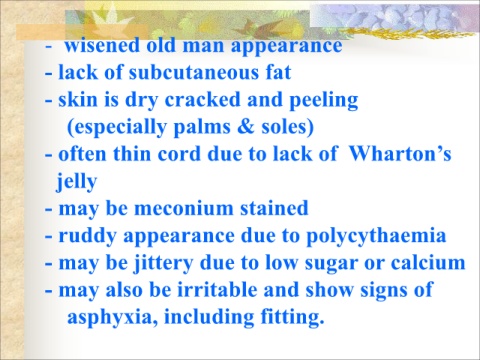 - wisened old man appearance
- lack of subcutaneous fat
- skin is dry cracked and peeling
(especially palms & soles)
- often thin cord due to lack of Wharton's
jelly
- may be meconium stained
- ruddy appearance due to polycythaemia
- may be jittery due to low sugar or calcium
- may also be irritable and show signs of
asphyxia, including fitting.